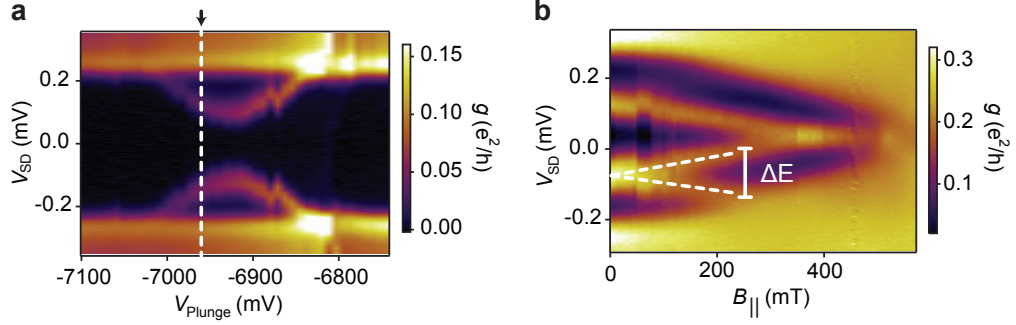 a
V_SD (mV)
0.2
0.0
-0.2
-7100
-7000
-6900
-6800
V_Plunge (mV)
0.15
0.10
0.05
0.00
g (e²/h)
b
V_SD (mV)
0.2
0.0
-0.2
ΔE
0
200
400
B_|| (mT)
0.3
0.2
0.1
g (e²/h)